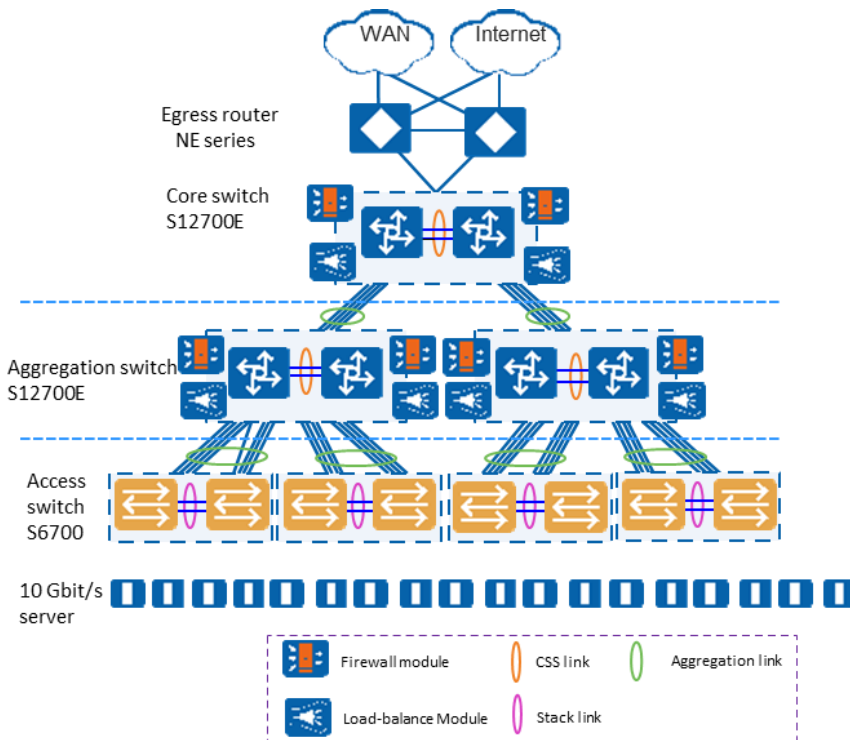 WAN
Internet
Egress router
NE series
Core switch
S12700E
Aggregation switch
S12700E
Access
switch
S6700
10 Gbit/s
server
Firewall module
CSS link
Aggregation link
Load-balance Module
Stack link